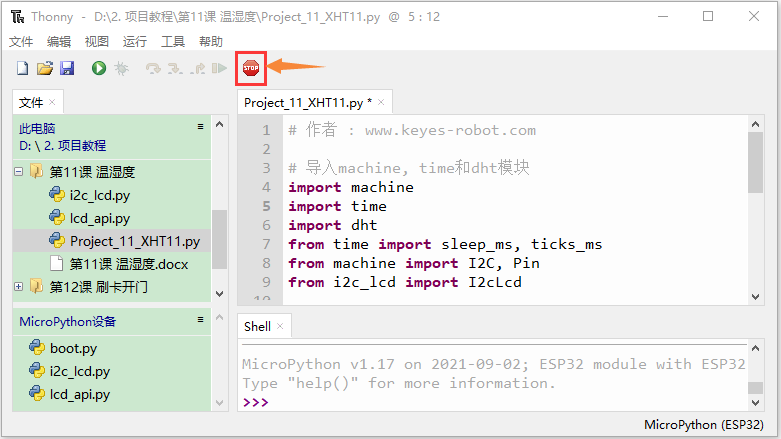 Thonny - D:\2. 项目教程\第11课 温湿度\Project_11_XHT11.py @ 5 : 12
文件 编辑 视图 运行 工具 帮助
STOP
文件
此电脑
D: \ 2. 项目教程
第11课 温湿度
i2c_lcd.py
lcd_api.py
Project_11_XHT11.py
第11课 温湿度.docx
第12课 刷卡开门
MicroPython设备
boot.py
i2c_lcd.py
lcd_api.py
Project_11_XHT11.py *
1 # 作者 : www.keyes-robot.com
2
3 # 导入machine, time和dht模块
4 import machine
5 import time
6 import dht
7 from time import sleep_ms, ticks_ms
8 from machine import I2C, Pin
9 from i2c_lcd import I2cLcd
10
Shell
MicroPython v1.17 on 2021-09-02; ESP32 module with ESP32
Type "help()" for more information.
>>>
MicroPython (ESP32)